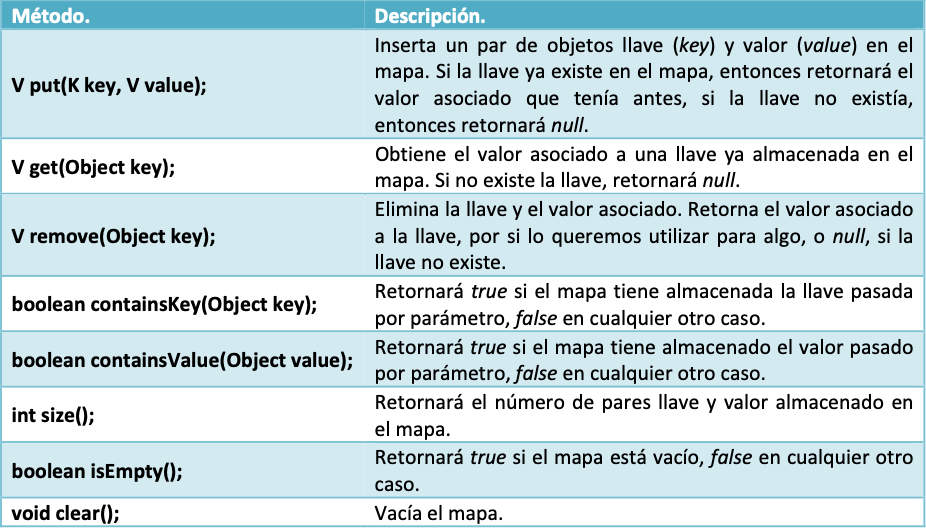 Método.
Descripción.
V put(K key, V value);
Inserta un par de objetos llave (key) y valor (value) en el
mapa. Si la llave ya existe en el mapa, entonces retornará el
valor asociado que tenía antes, si la llave no existía,
entonces retornará null.
V get(Object key);
Obtiene el valor asociado a una llave ya almacenada en el
mapa. Si no existe la llave, retornará null.
V remove(Object key);
Elimina la llave y el valor asociado. Retorna el valor asociado
a la llave, por si lo queremos utilizar para algo, o null, si la
llave no existe.
boolean containsKey(Object key);
Retornará true si el mapa tiene almacenada la llave pasada
por parámetro, false en cualquier otro caso.
boolean containsValue(Object value);
Retornará true si el mapa tiene almacenado el valor pasado
por parámetro, false en cualquier otro caso.
int size();
Retornará el número de pares llave y valor almacenado en
el mapa.
boolean isEmpty();
Retornará true si el mapa está vacío, false en cualquier otro
caso.
void clear();
Vacía el mapa.